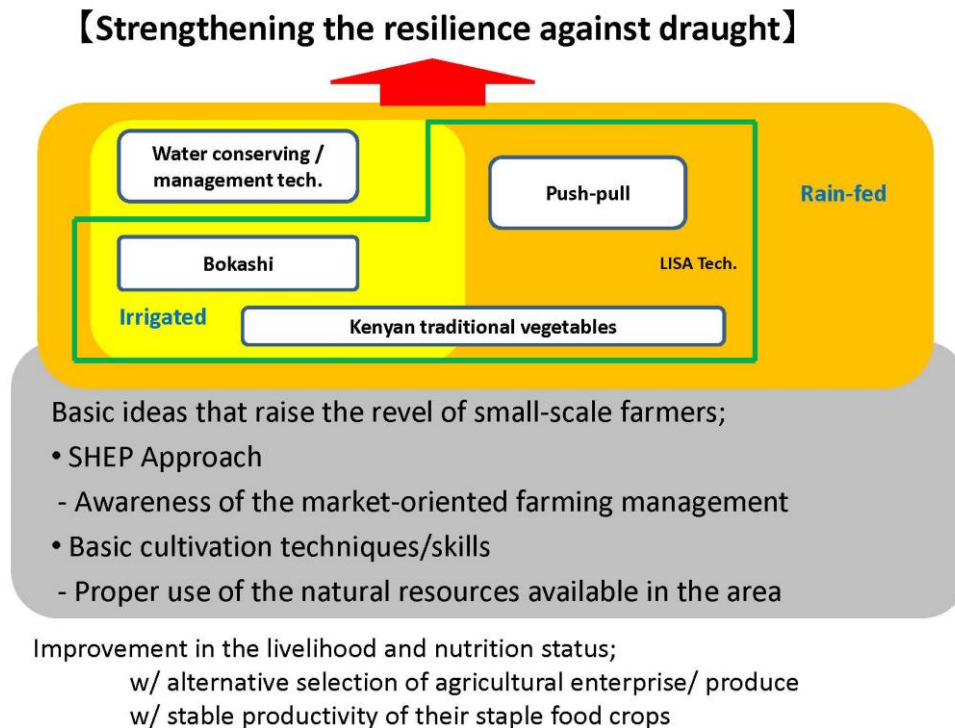 【Strengthening the resilience against draught】
Water conserving /
management tech.
Push-pull
Rain-fed
Bokashi
LISA Tech.
Irrigated
Kenyan traditional vegetables
Basic ideas that raise the revel of small-scale farmers;
• SHEP Approach
- Awareness of the market-oriented farming management
• Basic cultivation techniques/skills
- Proper use of the natural resources available in the area
Improvement in the livelihood and nutrition status;
w/ alternative selection of agricultural enterprise/ produce
w/ stable productivity of their staple food crops